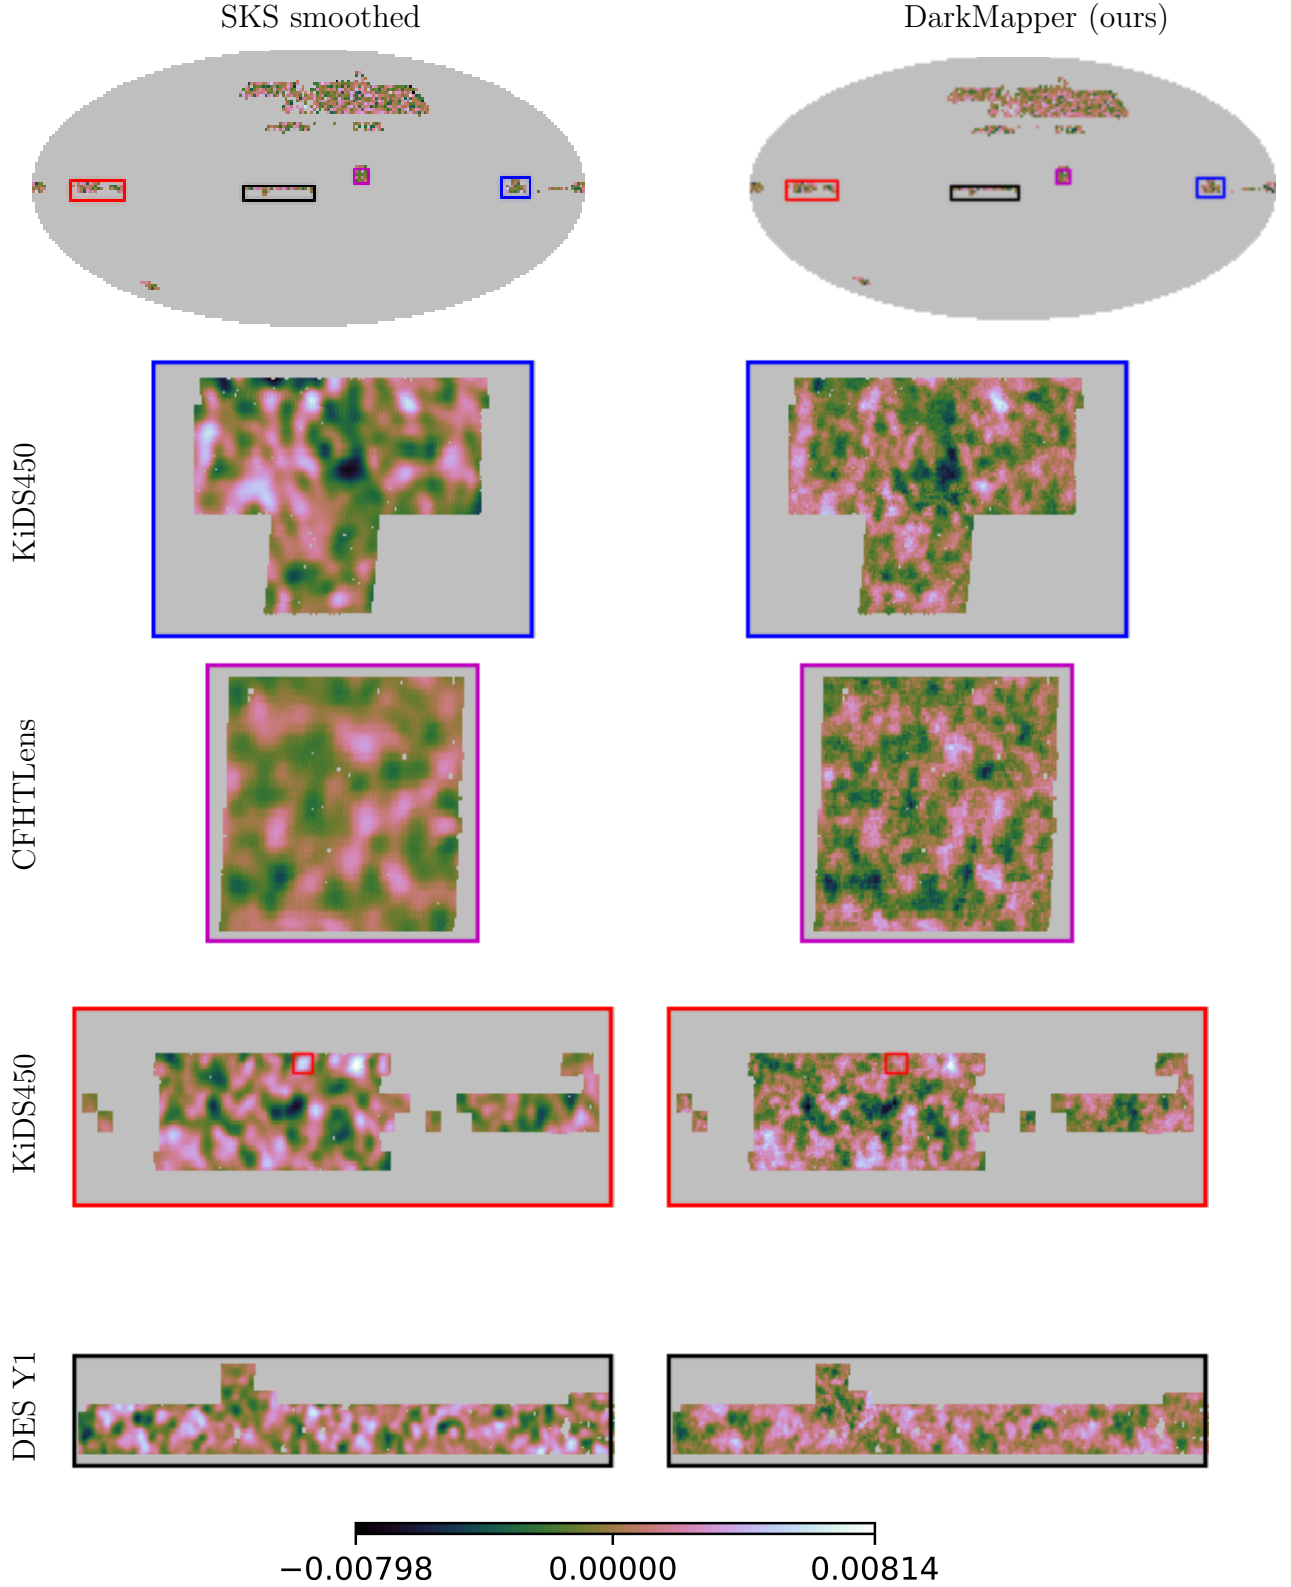 SKS smoothed
DarkMapper (ours)
KiDS450
CFHTLens
KiDS450
DES Y1
−0.00798
0.00000
0.00814